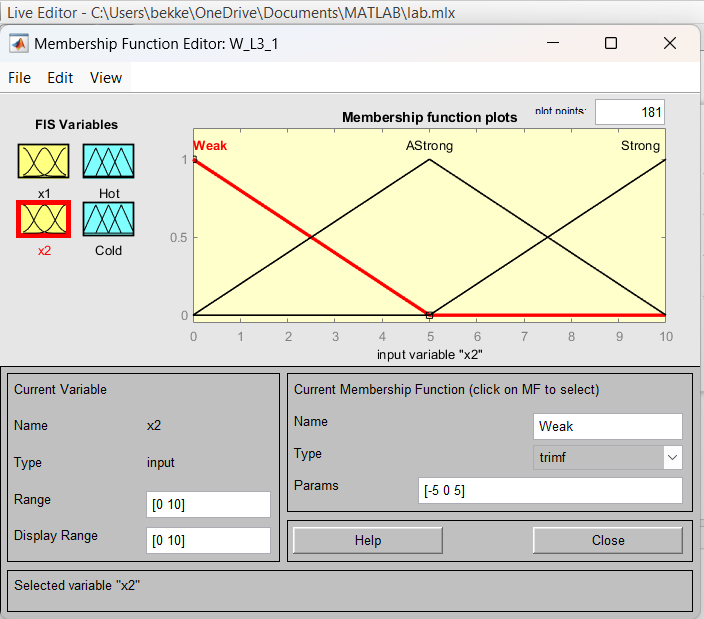 Live Editor - C:\Users\bekke\OneDrive\Documents\MATLAB\lab.mlx
Membership Function Editor: W_L3_1
File Edit View
FIS Variables
x1 Hot
x2 Cold
Membership function plots
plot points: 181
Weak AStrong Strong
1
0.5
0
0 1 2 3 4 5 6 7 8 9 10
input variable "x2"
Current Variable
Name x2
Type input
Range [0 10]
Display Range [0 10]
Current Membership Function (click on MF to select)
Name Weak
Type trimf
Params [-5 0 5]
Help Close
Selected variable "x2"